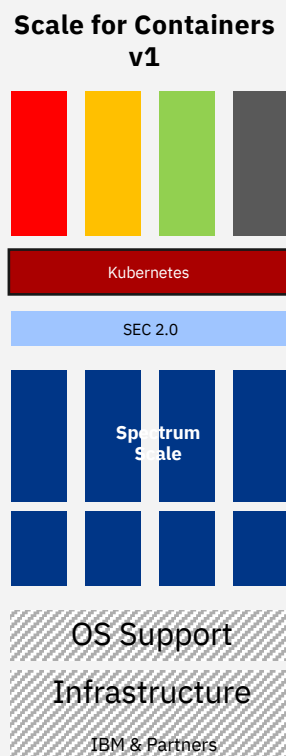 Scale for Containers
v1
Kubernetes
SEC 2.0
Spectrum
Scale
OS Support
Infrastructure
IBM & Partners